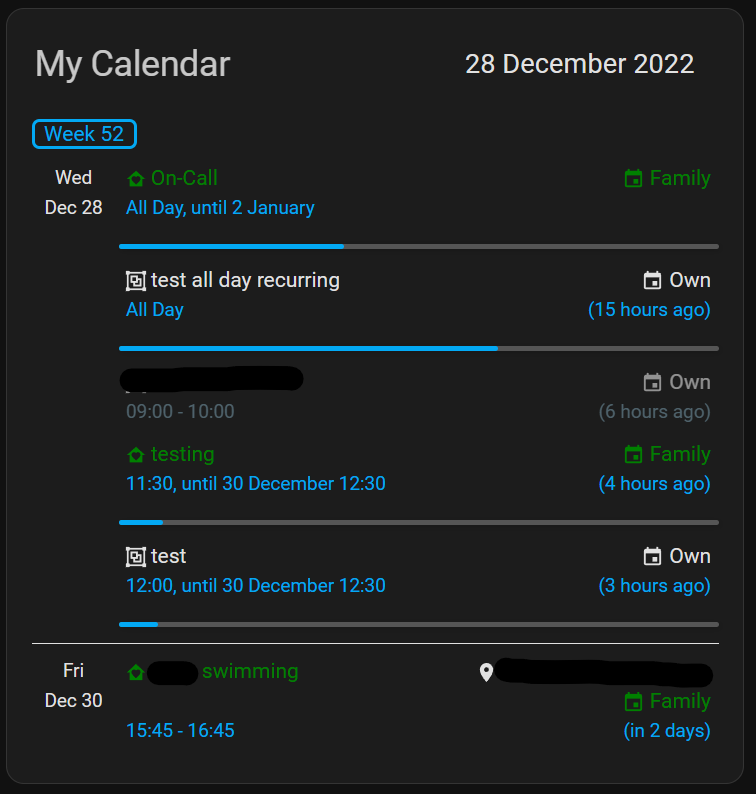 My Calendar 28 December 2022
Week 52
Wed On-Call Family
Dec 28 All Day, until 2 January
test all day recurring Own
All Day (15 hours ago)
Own
09:00 - 10:00 (6 hours ago)
testing Family
11:30, until 30 December 12:30 (4 hours ago)
test Own
12:00, until 30 December 12:30 (3 hours ago)
Fri swimming
Dec 30 Family
15:45 - 16:45 (in 2 days)